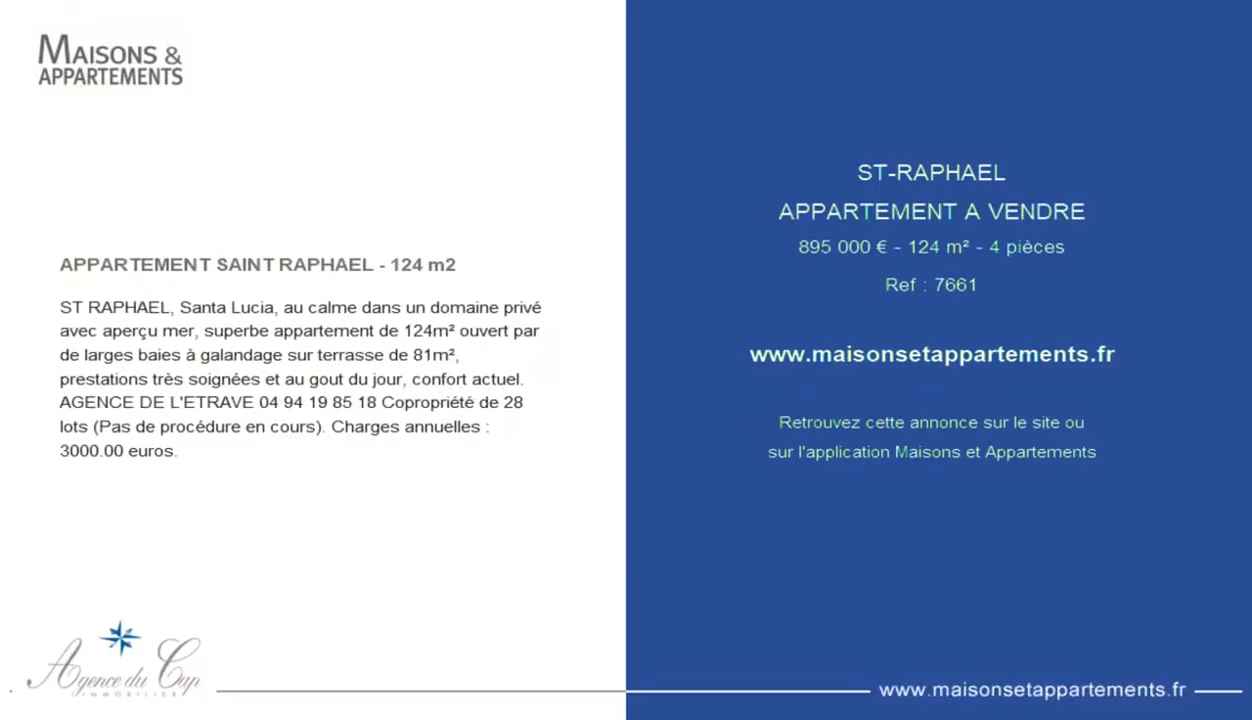 MAISONS &
APPARTEMENTS
APPARTEMENT SAINT RAPHAEL - 124 m2
ST RAPHAEL, Santa Lucia, au calme dans un domaine privé
avec aperçu mer, superbe appartement de 124m² ouvert par
de larges baies à galandage sur terrasse de 81m²,
prestations très soignées et au gout du jour, confort actuel.
AGENCE DE L'ETRAVE 04 94 19 85 18 Copropriété de 28
lots (Pas de procédure en cours). Charges annuelles :
3000.00 euros.
Agence du Cap
IMMOBILIER
ST-RAPHAEL
APPARTEMENT A VENDRE
895 000 € - 124 m² - 4 pièces
Ref : 7661
www.maisonsetappartements.fr
Retrouvez cette annonce sur le site ou
sur l'application Maisons et Appartements
www.maisonsetappartements.fr